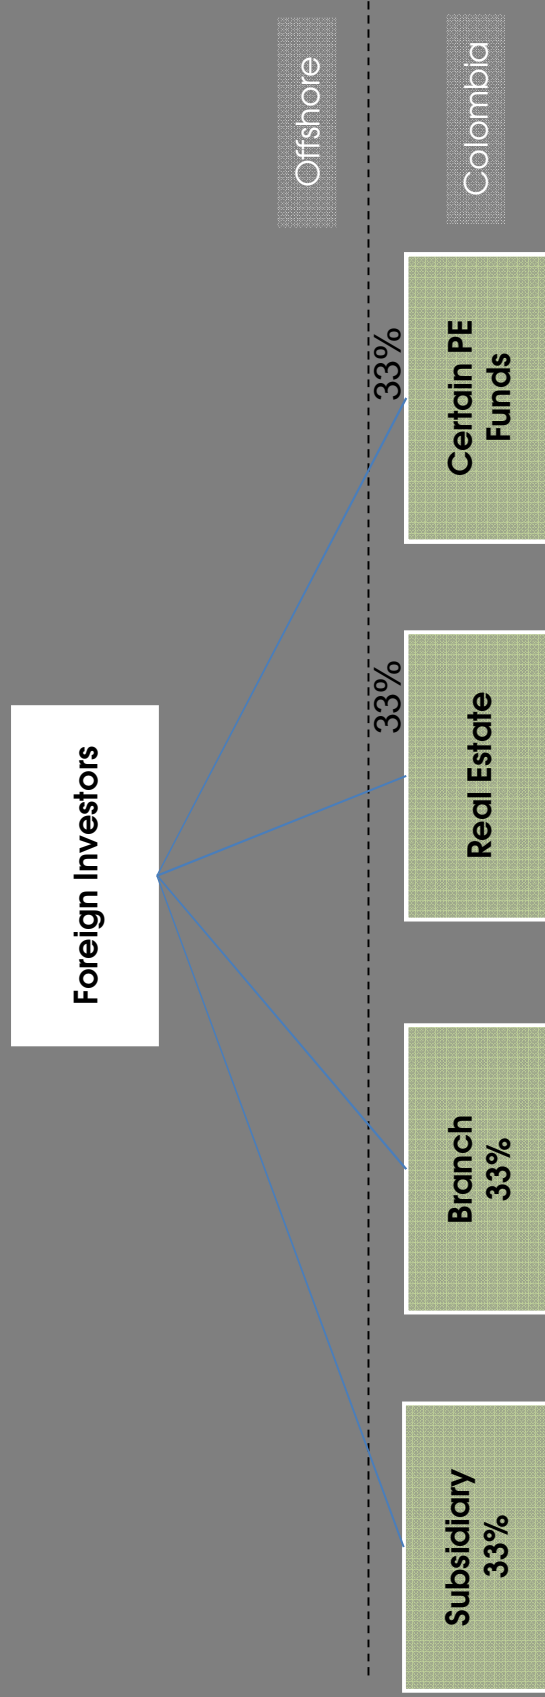 Foreign Investors
Offshore
33%
33%
Colombia
Subsidiary
33%
Branch
33%
Real Estate
Certain PE
Funds